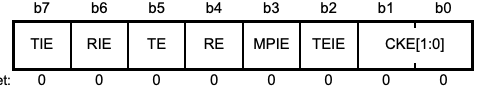 b7 b6 b5 b4 b3 b2 b1 b0
TIE RIE TE RE MPIE TEIE CKE[1:0]
et: 0 0 0 0 0 0 0 0